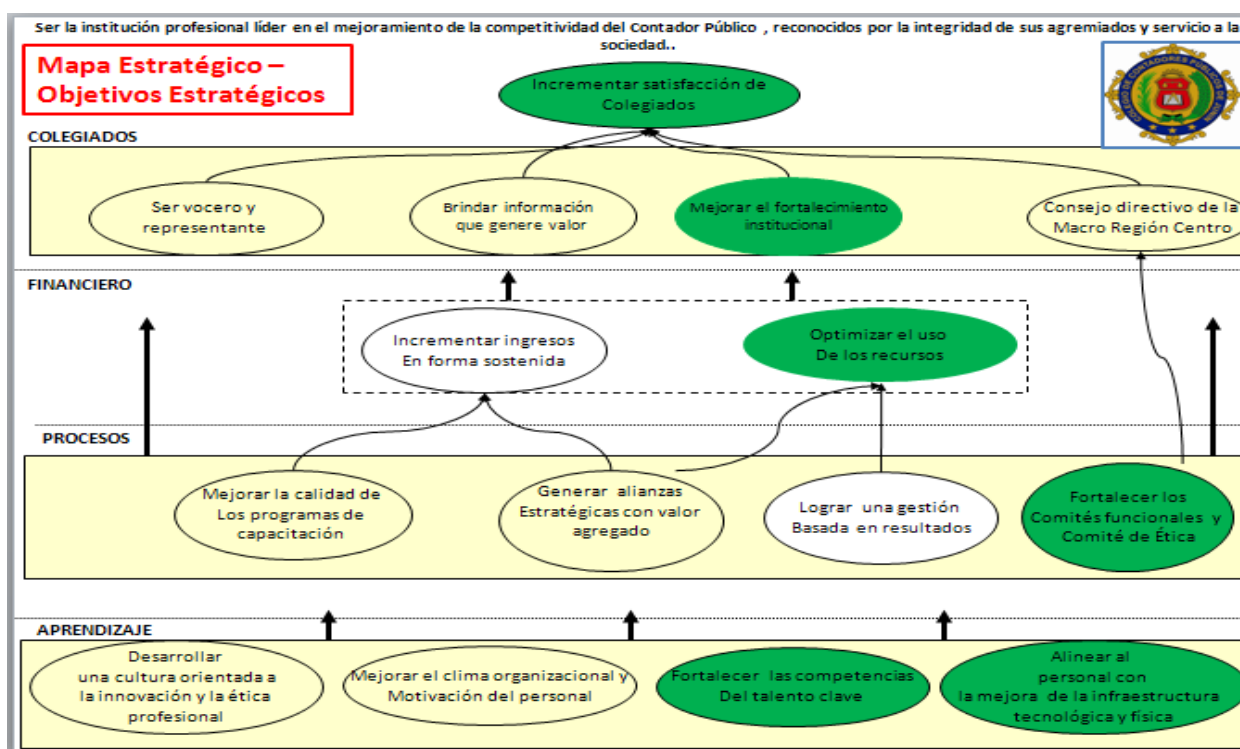 Ser la institución profesional líder en el mejoramiento de la competitividad del Contador Público , reconocidos por la integridad de sus agremiados y servicio a la
sociedad..
Mapa Estratégico –
Objetivos Estratégicos
Incrementar satisfacción de
Colegiados
COLEGIO DE CONTADORES PÚBLICOS DE JUNIN
COLEGIADOS
Ser vocero y
representante
Brindar información
que genere valor
Mejorar el fortalecimiento
institucional
Consejo directivo de la
Macro Región Centro
FINANCIERO
Incrementar ingresos
En forma sostenida
Optimizar el uso
De los recursos
PROCESOS
Mejorar la calidad de
Los programas de
capacitación
Generar alianzas
Estratégicas con valor
agregado
Lograr una gestión
Basada en resultados
Fortalecer los
Comités funcionales y
Comité de Ética
APRENDIZAJE
Desarrollar
una cultura orientada a
la innovación y la ética
profesional
Mejorar el clima organizacional y
Motivación del personal
Fortalecer las competencias
Del talento clave
Alinear al
personal con
la mejora de la infraestructura
tecnológica y física